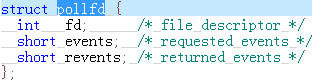 struct pollfd {
    int   fd;         /* file descriptor */
    short events;     /* requested events */
    short revents;    /* returned events */
};